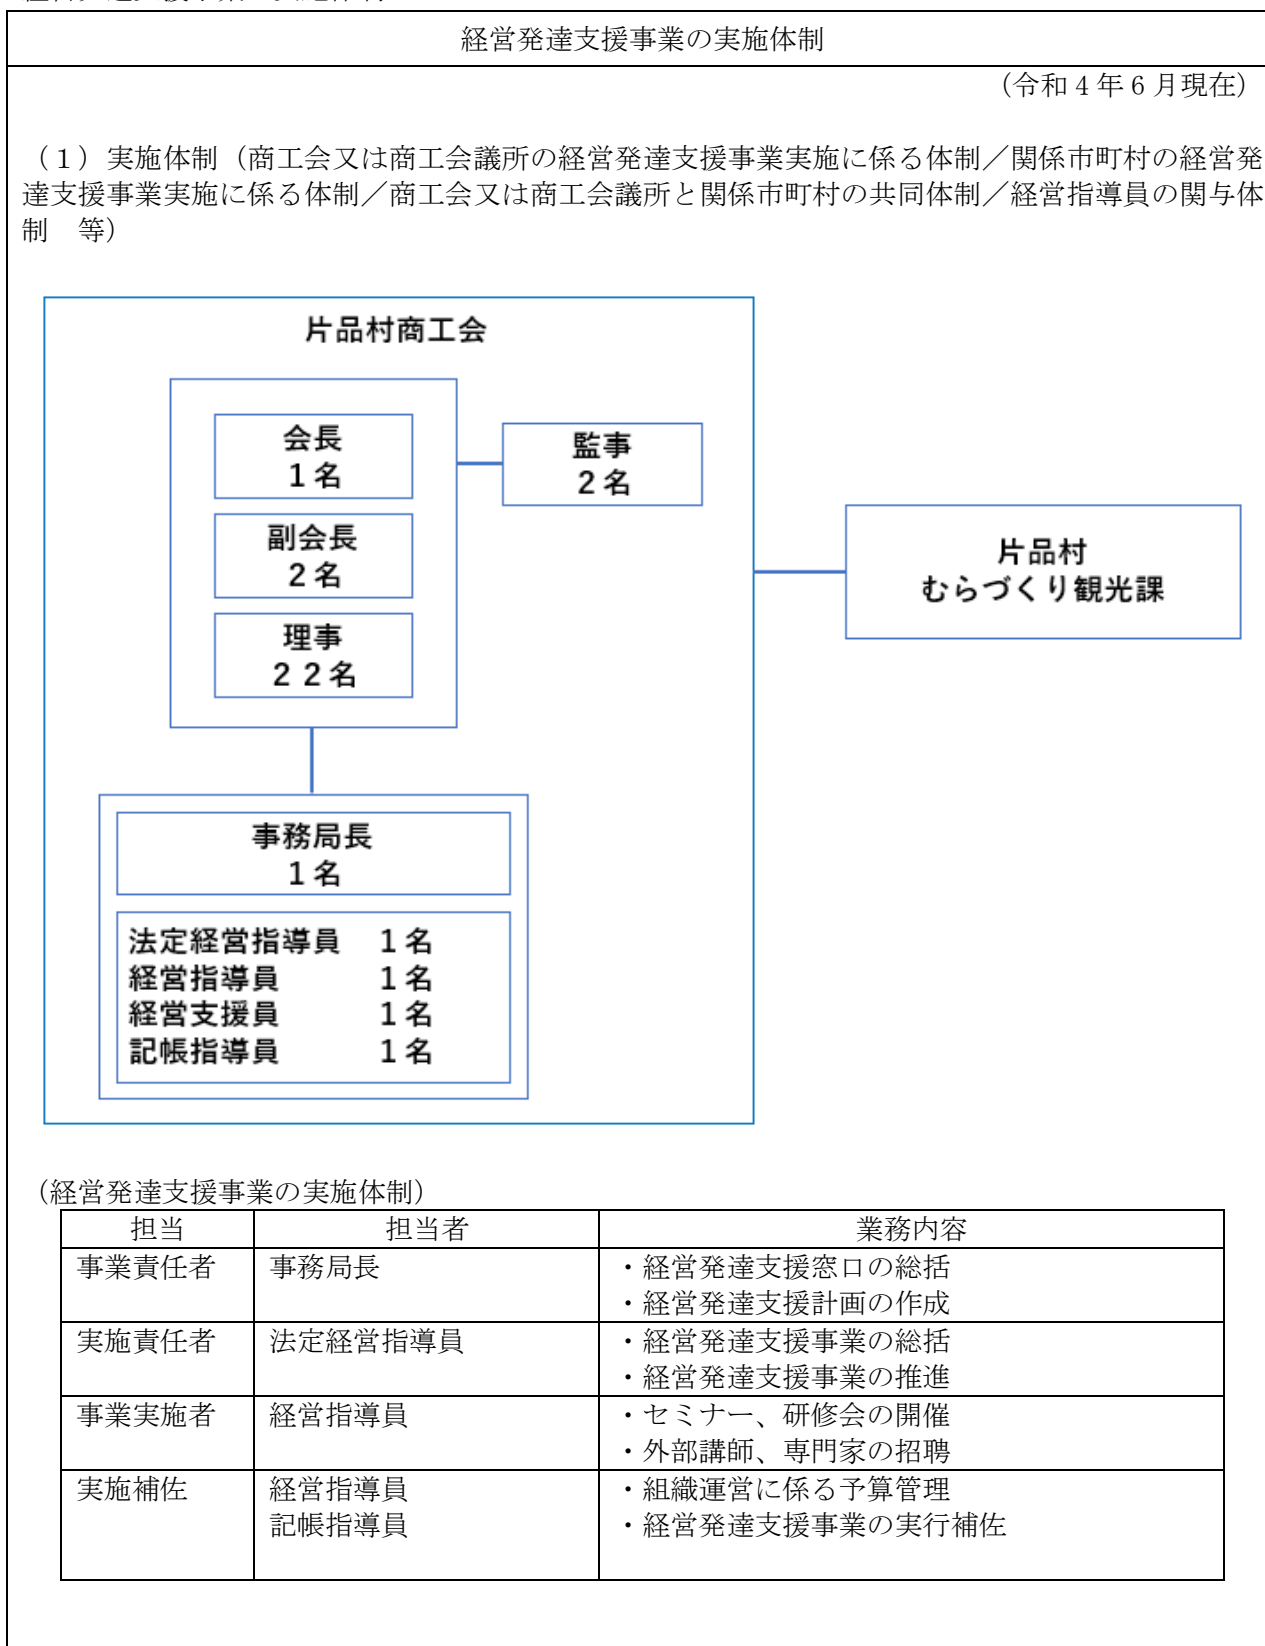 経営発達支援事業の実施体制
（令和４年６月現在）
（１）実施体制（商工会又は商工会議所の経営発達支援事業実施に係る体制／関係市町村の経営発
達支援事業実施に係る体制／商工会又は商工会議所と関係市町村の共同体制／経営指導員の関与体
制　等）
片品村商工会
会長
１名
監事
２名
副会長
２名
理事
２２名
片品村
むらづくり観光課
事務局長
１名
法定経営指導員　１名
経営指導員　１名
経営支援員　１名
記帳指導員　１名
（経営発達支援事業の実施体制）
担当　担当者　業務内容
事業責任者　事務局長　・経営発達支援窓口の総括
・経営発達支援計画の作成
実施責任者　法定経営指導員　・経営発達支援事業の総括
・経営発達支援事業の推進
事業実施者　経営指導員　・セミナー、研修会の開催
・外部講師、専門家の招聘
実施補佐　経営指導員　・組織運営に係る予算管理
記帳指導員　・経営発達支援事業の実行補佐